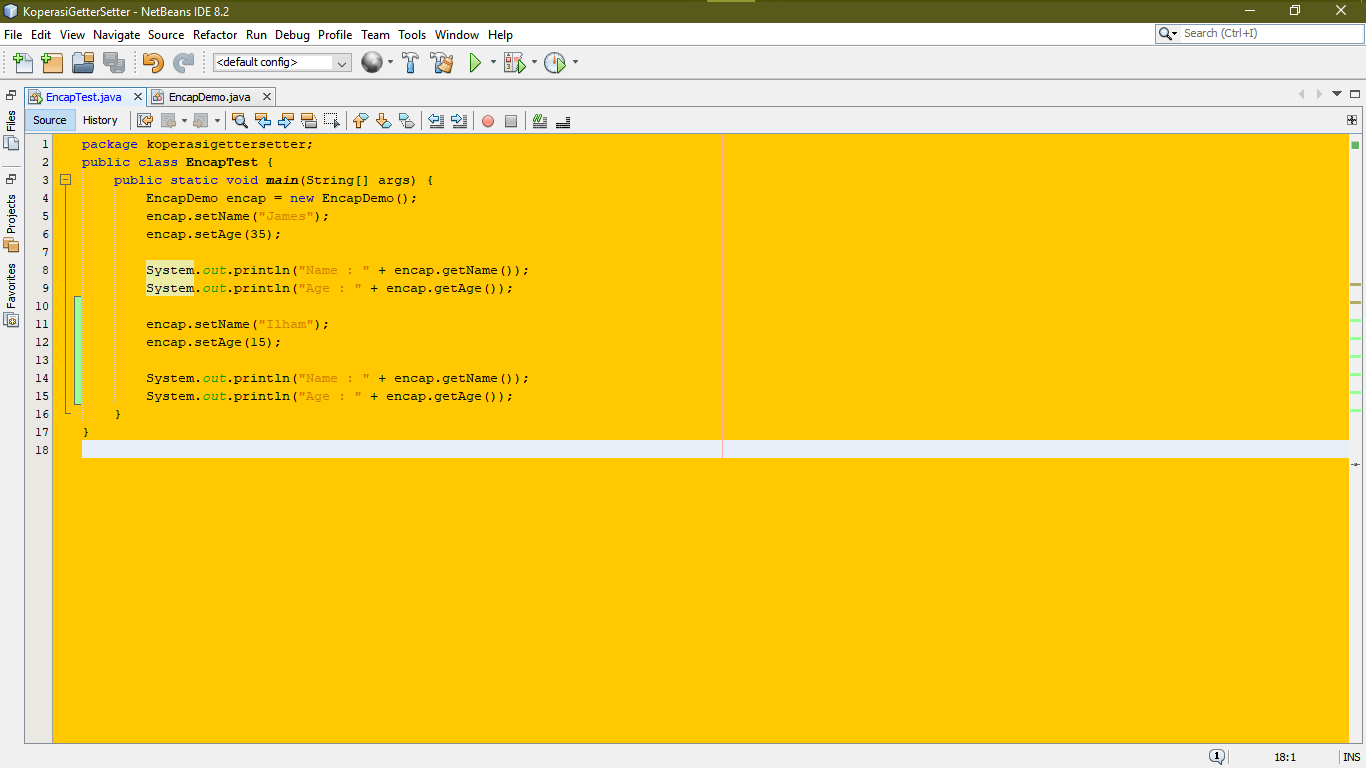 KoperasiGetterSetter - NetBeans IDE 8.2
File Edit View Navigate Source Refactor Run Debug Profile Team Tools Window Help
Search (Ctrl+I)
<default config>
EncapTest.java
EncapDemo.java
Source History
Files
Projects
Favorites
1 package koperasigettersetter;
2 public class EncapTest {
3     public static void main(String[] args) {
4         EncapDemo encap = new EncapDemo();
5         encap.setName("James");
6         encap.setAge(35);
7
8         System.out.println("Name : " + encap.getName());
9         System.out.println("Age : " + encap.getAge());
10
11         encap.setName("Ilham");
12         encap.setAge(15);
13
14         System.out.println("Name : " + encap.getName());
15         System.out.println("Age : " + encap.getAge());
16     }
17 }
18
1
18:1
INS